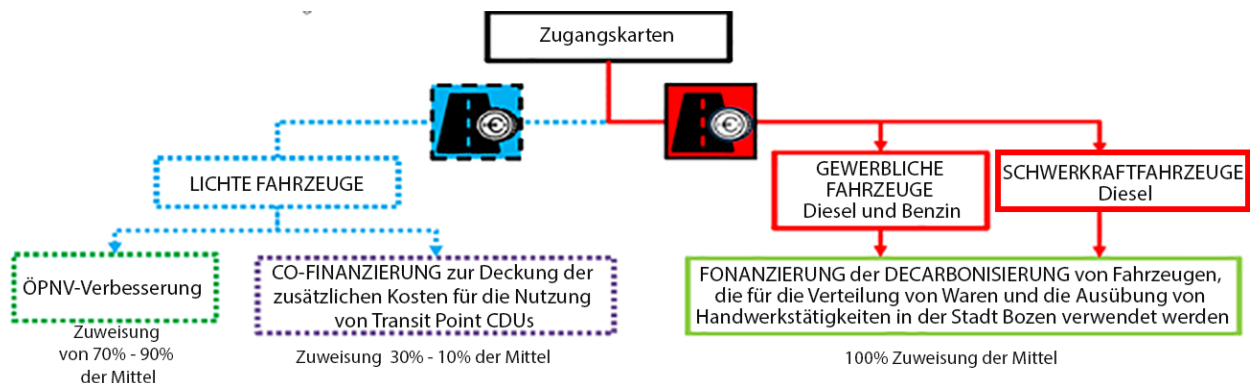 Zugangskarten
LICHTE FAHRZEUGE
GEWERBLICHE
FAHRZEUGE
Diesel und Benzin
SCHWERKRAFTFAHRZEUGE
Diesel
ÖPNV-Verbesserung
Zuweisung
von 70% - 90%
der Mittel
CO-FINANZIERUNG zur Deckung der
zusätzlichen Kosten für die Nutzung
von Transit Point CDUs
Zuweisung 30% - 10% der Mittel
FONANZIERUNG der DECARBONISIERUNG von Fahrzeugen,
die für die Verteilung von Waren und die Ausübung von
Handwerkstätigkeiten in der Stadt Bozen verwendet werden
100% Zuweisung der Mittel